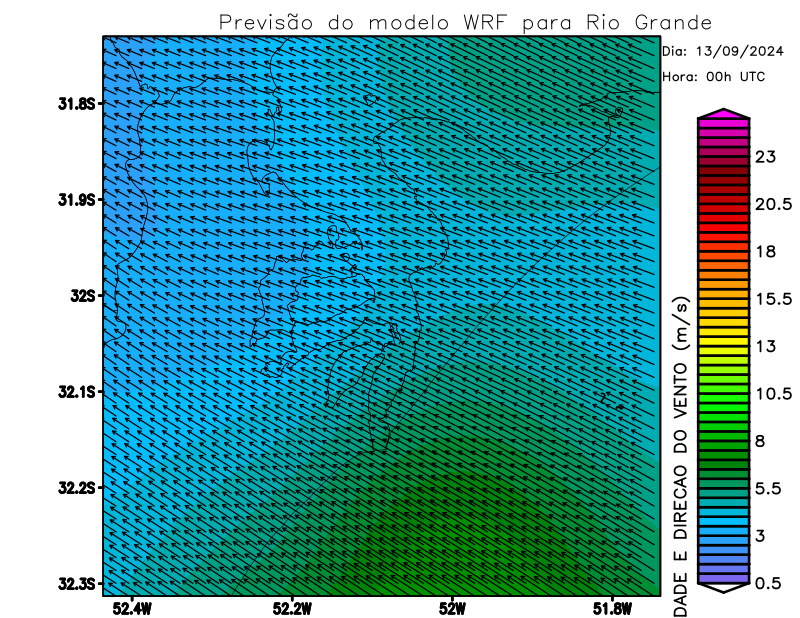 Previsão do modelo WRF para Rio Grande
Dia: 13/09/2024
Hora: 00h UTC
31.8S
31.9S
32S
32.1S
32.2S
32.3S
52.4W
52.2W
52W
51.8W
23
20.5
18
15.5
13
10.5
8
5.5
3
0.5
DADE E DIRECAO DO VENTO (m/s)